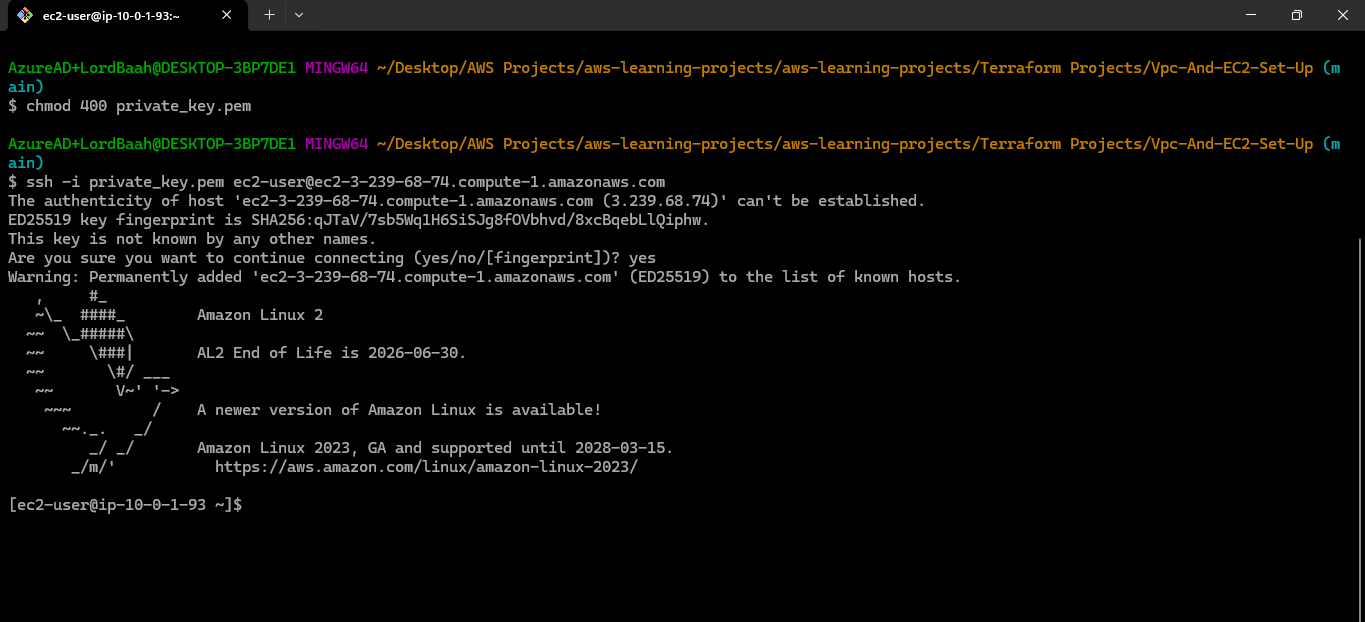 ec2-user@ip-10-0-1-93:~
AzureAD+LordBaah@DESKTOP-3BP7DE1 MINGW64 ~/Desktop/AWS Projects/aws-learning-projects/aws-learning-projects/Terraform Projects/Vpc-And-EC2-Set-Up (m
ain)
$ chmod 400 private_key.pem
AzureAD+LordBaah@DESKTOP-3BP7DE1 MINGW64 ~/Desktop/AWS Projects/aws-learning-projects/aws-learning-projects/Terraform Projects/Vpc-And-EC2-Set-Up (m
ain)
$ ssh -i private_key.pem ec2-user@ec2-3-239-68-74.compute-1.amazonaws.com
The authenticity of host 'ec2-3-239-68-74.compute-1.amazonaws.com (3.239.68.74)' can't be established.
ED25519 key fingerprint is SHA256:qJTaV/7sb5Wq1H6SiSJg8fOVbhvd/8xcBqebLlQiphw.
This key is not known by any other names.
Are you sure you want to continue connecting (yes/no/[fingerprint])? yes
Warning: Permanently added 'ec2-3-239-68-74.compute-1.amazonaws.com' (ED25519) to the list of known hosts.
   ,     #_
   ~\_  ####_        Amazon Linux 2
  ~~  \_#####\
  ~~     \###|       AL2 End of Life is 2026-06-30.
  ~~       \#/ ___
   ~~       V~' '->
    ~~~         /    A newer version of Amazon Linux is available!
      ~~._.   _/
         _/ _/       Amazon Linux 2023, GA and supported until 2028-03-15.
       _/m/'           https://aws.amazon.com/linux/amazon-linux-2023/
[ec2-user@ip-10-0-1-93 ~]$